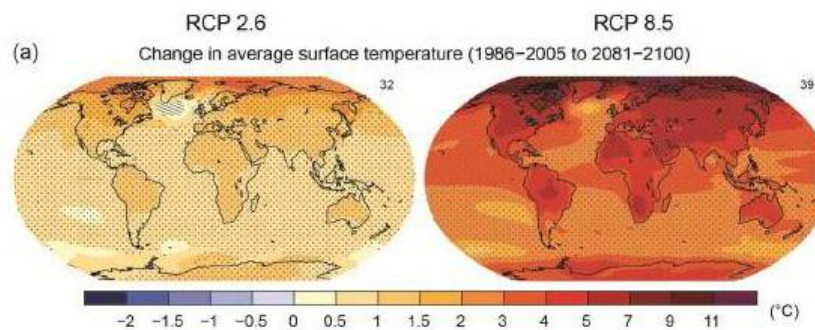 RCP 2.6 RCP 8.5
(a) Change in average surface temperature (1986−2005 to 2081−2100)
32 39
−2 −1.5 −1 −0.5 0 0.5 1 1.5 2 3 4 5 7 9 11 (°C)